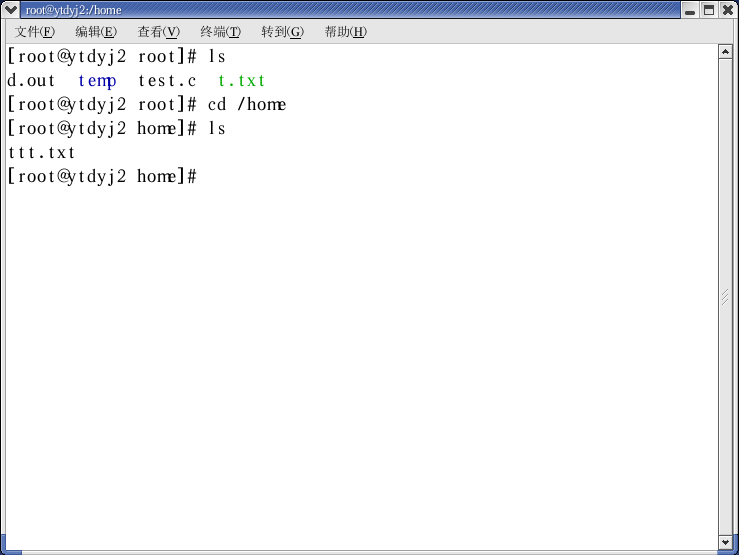 root@ytdyj2:/home
文件(F) 编辑(E) 查看(V) 终端(T) 转到(G) 帮助(H)
[root@ytdyj2 root]# ls
d.out  temp  test.c  t.txt
[root@ytdyj2 root]# cd /home
[root@ytdyj2 home]# ls
ttt.txt
[root@ytdyj2 home]#